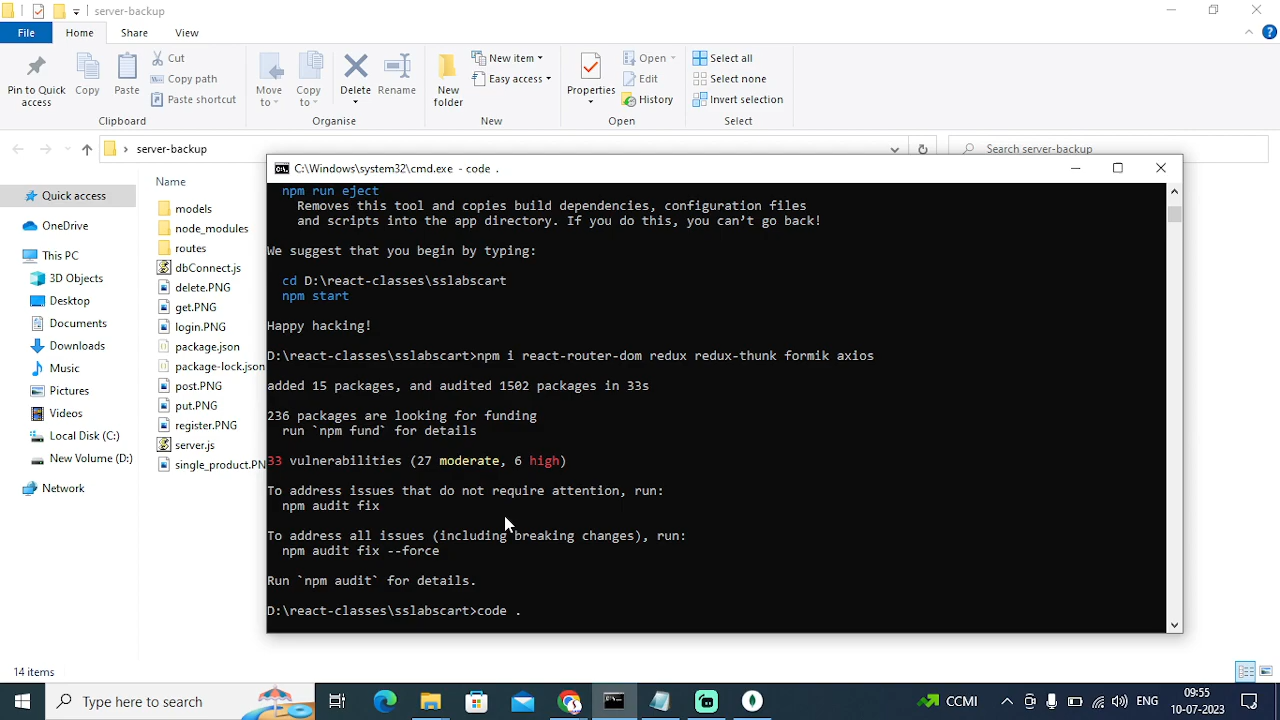 server-backup
File
Home
Share
View
Pin to Quick access
Copy
Paste
Cut
Copy path
Paste shortcut
Clipboard
Move to
Copy to
Delete
Rename
Organise
New folder
New item
Easy access
New
Properties
Open
Edit
History
Open
Select all
Select none
Invert selection
Select
server-backup
Search server-backup
Quick access
OneDrive
This PC
3D Objects
Desktop
Documents
Downloads
Music
Pictures
Videos
Local Disk (C:)
New Volume (D:)
Network
Name
models
node_modules
routes
dbConnect.js
delete.PNG
get.PNG
login.PNG
package.json
package-lock.json
post.PNG
put.PNG
register.PNG
server.js
single_product.PN
C:\Windows\system32\cmd.exe - code .
npm run eject
Removes this tool and copies build dependencies, configuration files
and scripts into the app directory. If you do this, you can’t go back!
We suggest that you begin by typing:
cd D:\react-classes\sslabscart
npm start
Happy hacking!
D:\react-classes\sslabscart>npm i react-router-dom redux redux-thunk formik axios
added 15 packages, and audited 1502 packages in 33s
236 packages are looking for funding
run `npm fund` for details
33 vulnerabilities (27 moderate, 6 high)
To address issues that do not require attention, run:
npm audit fix
To address all issues (including breaking changes), run:
npm audit fix --force
Run `npm audit` for details.
D:\react-classes\sslabscart>code .
14 items
Type here to search
CCMI
ENG
09:55
10-07-2023